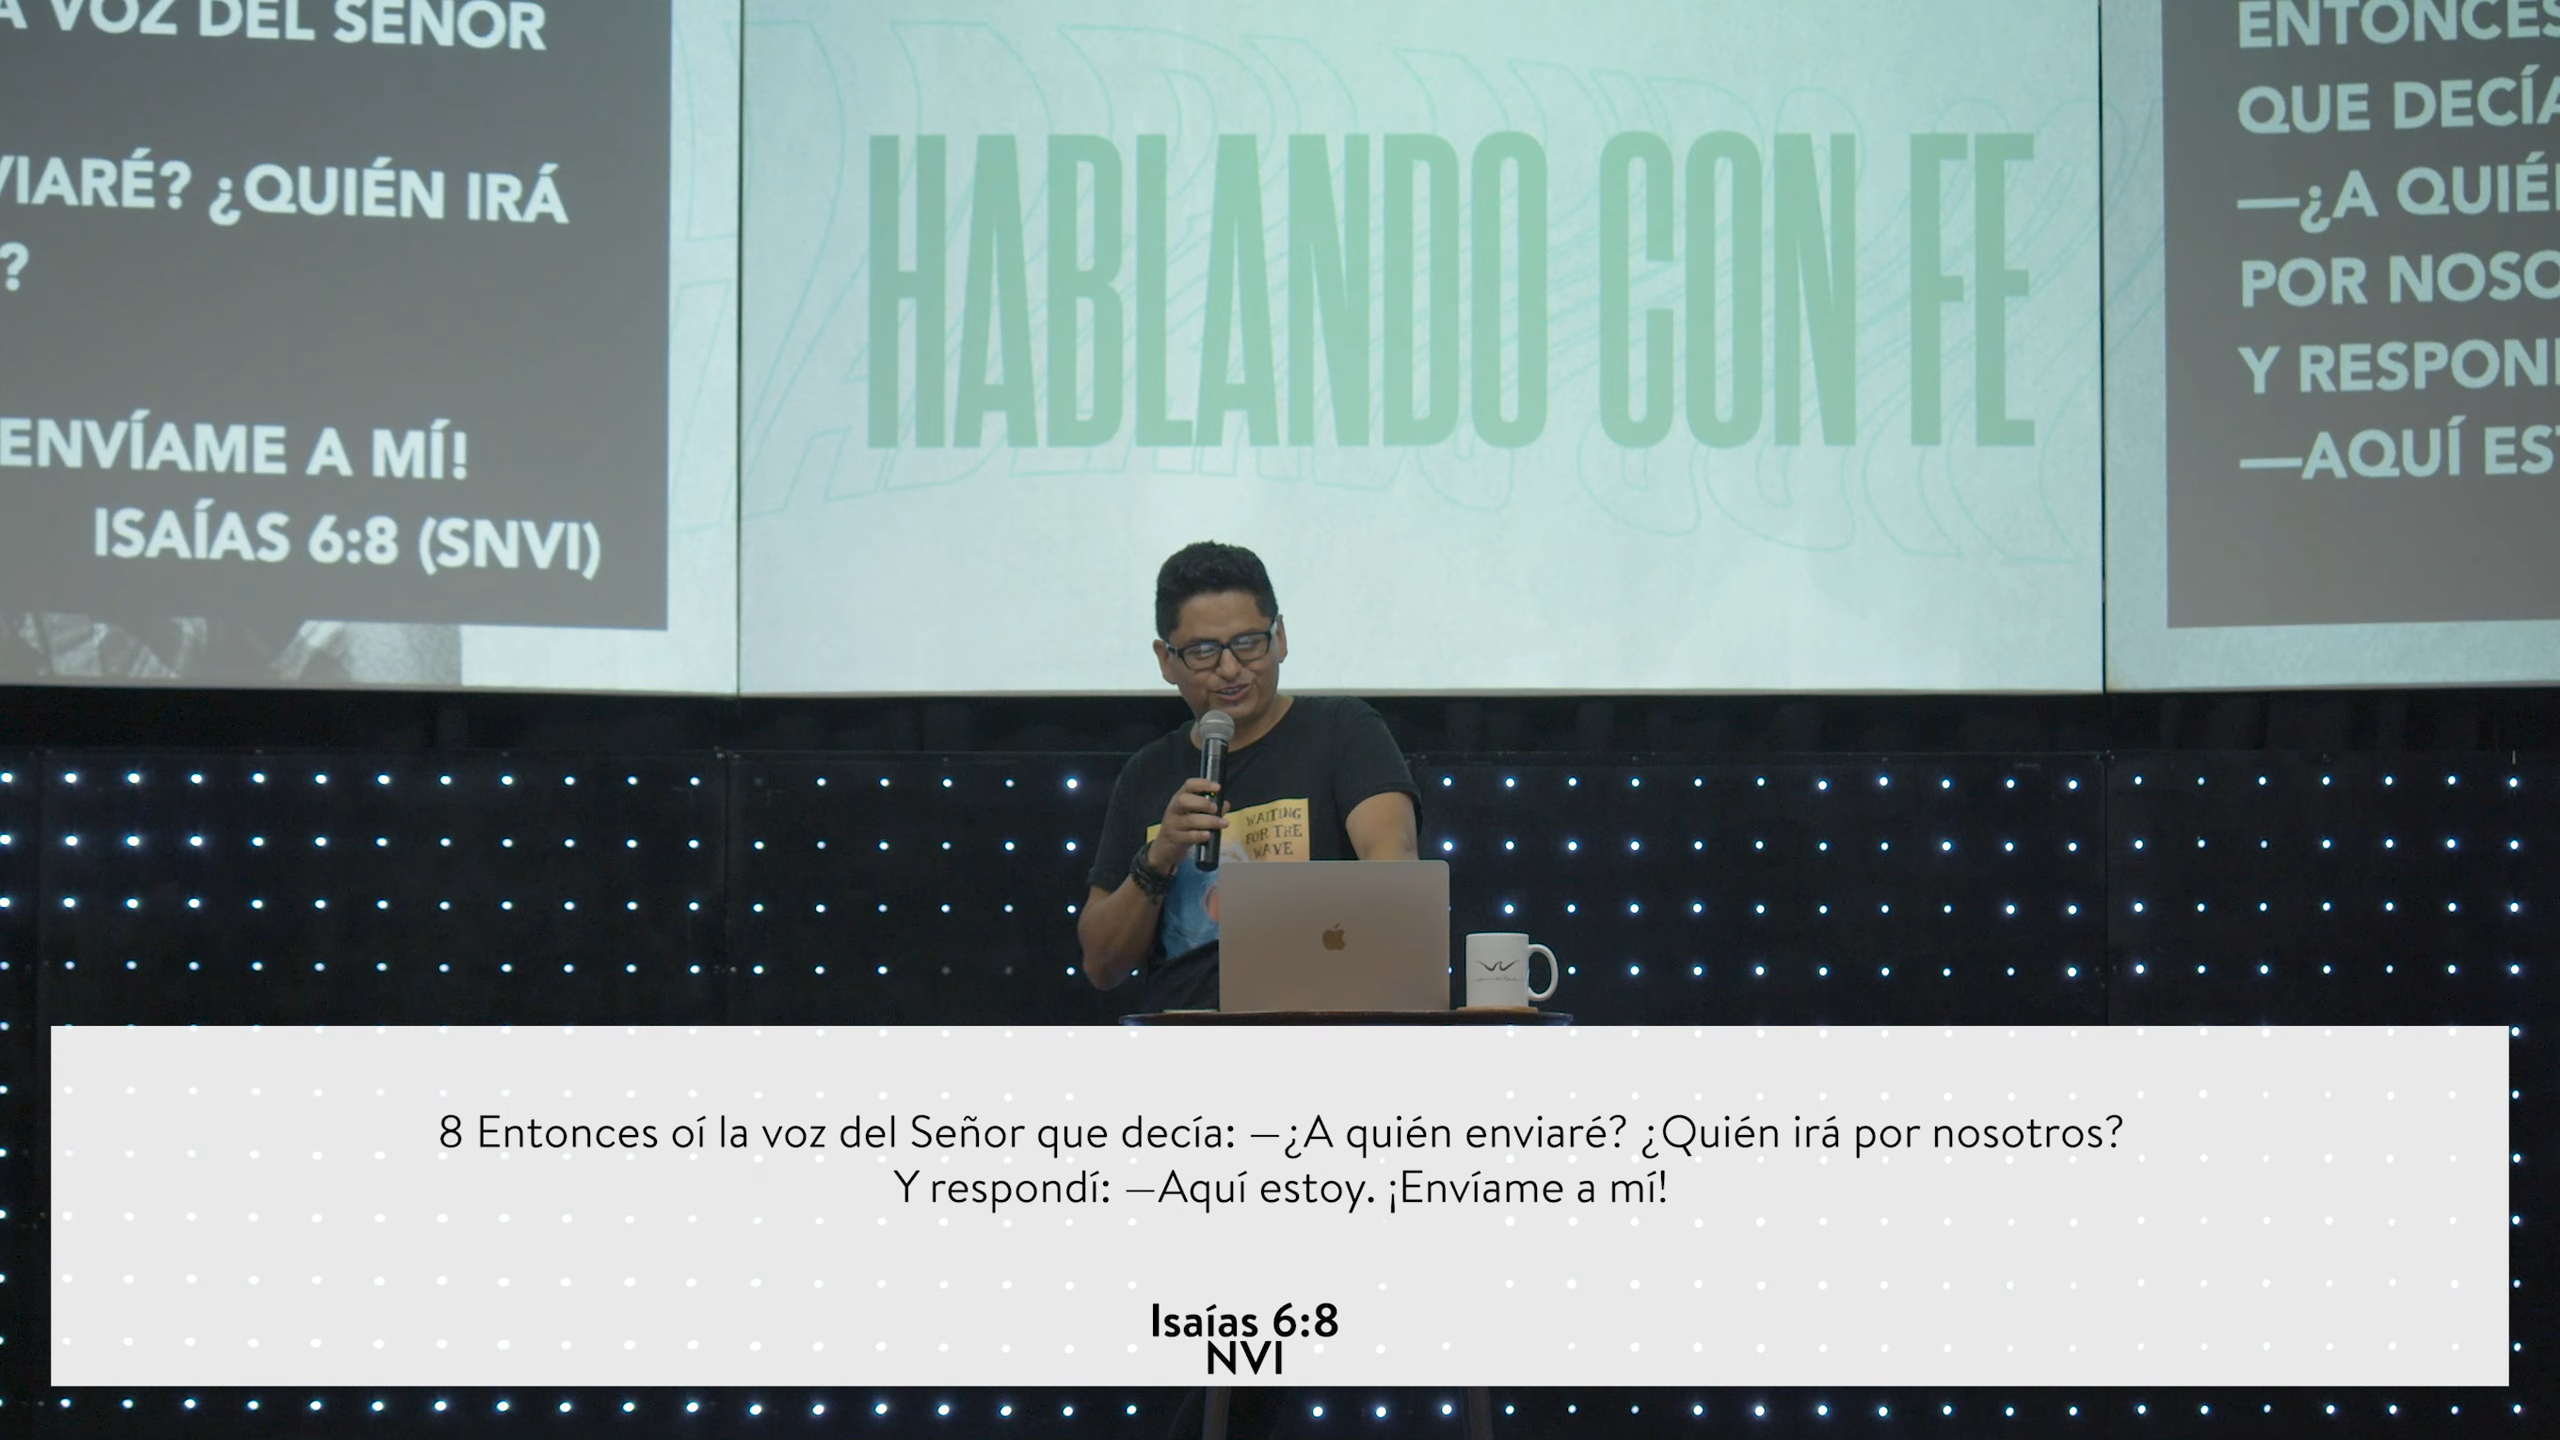 A VOZ DEL SEÑOR
VIARÉ? ¿QUIÉN IRÁ
?
ENVÍAME A MÍ!
ISAÍAS 6:8 (SNVI)
HABLANDO CON FE
ENTONCES
QUE DECÍA
—¿A QUIÉN
POR NOSO
Y RESPOND
—AQUÍ EST
WAITING
FOR THE
WAVE
8 Entonces oí la voz del Señor que decía: —¿A quién enviaré? ¿Quién irá por nosotros?
Y respondí: —Aquí estoy. ¡Envíame a mí!
Isaías 6:8
NVI